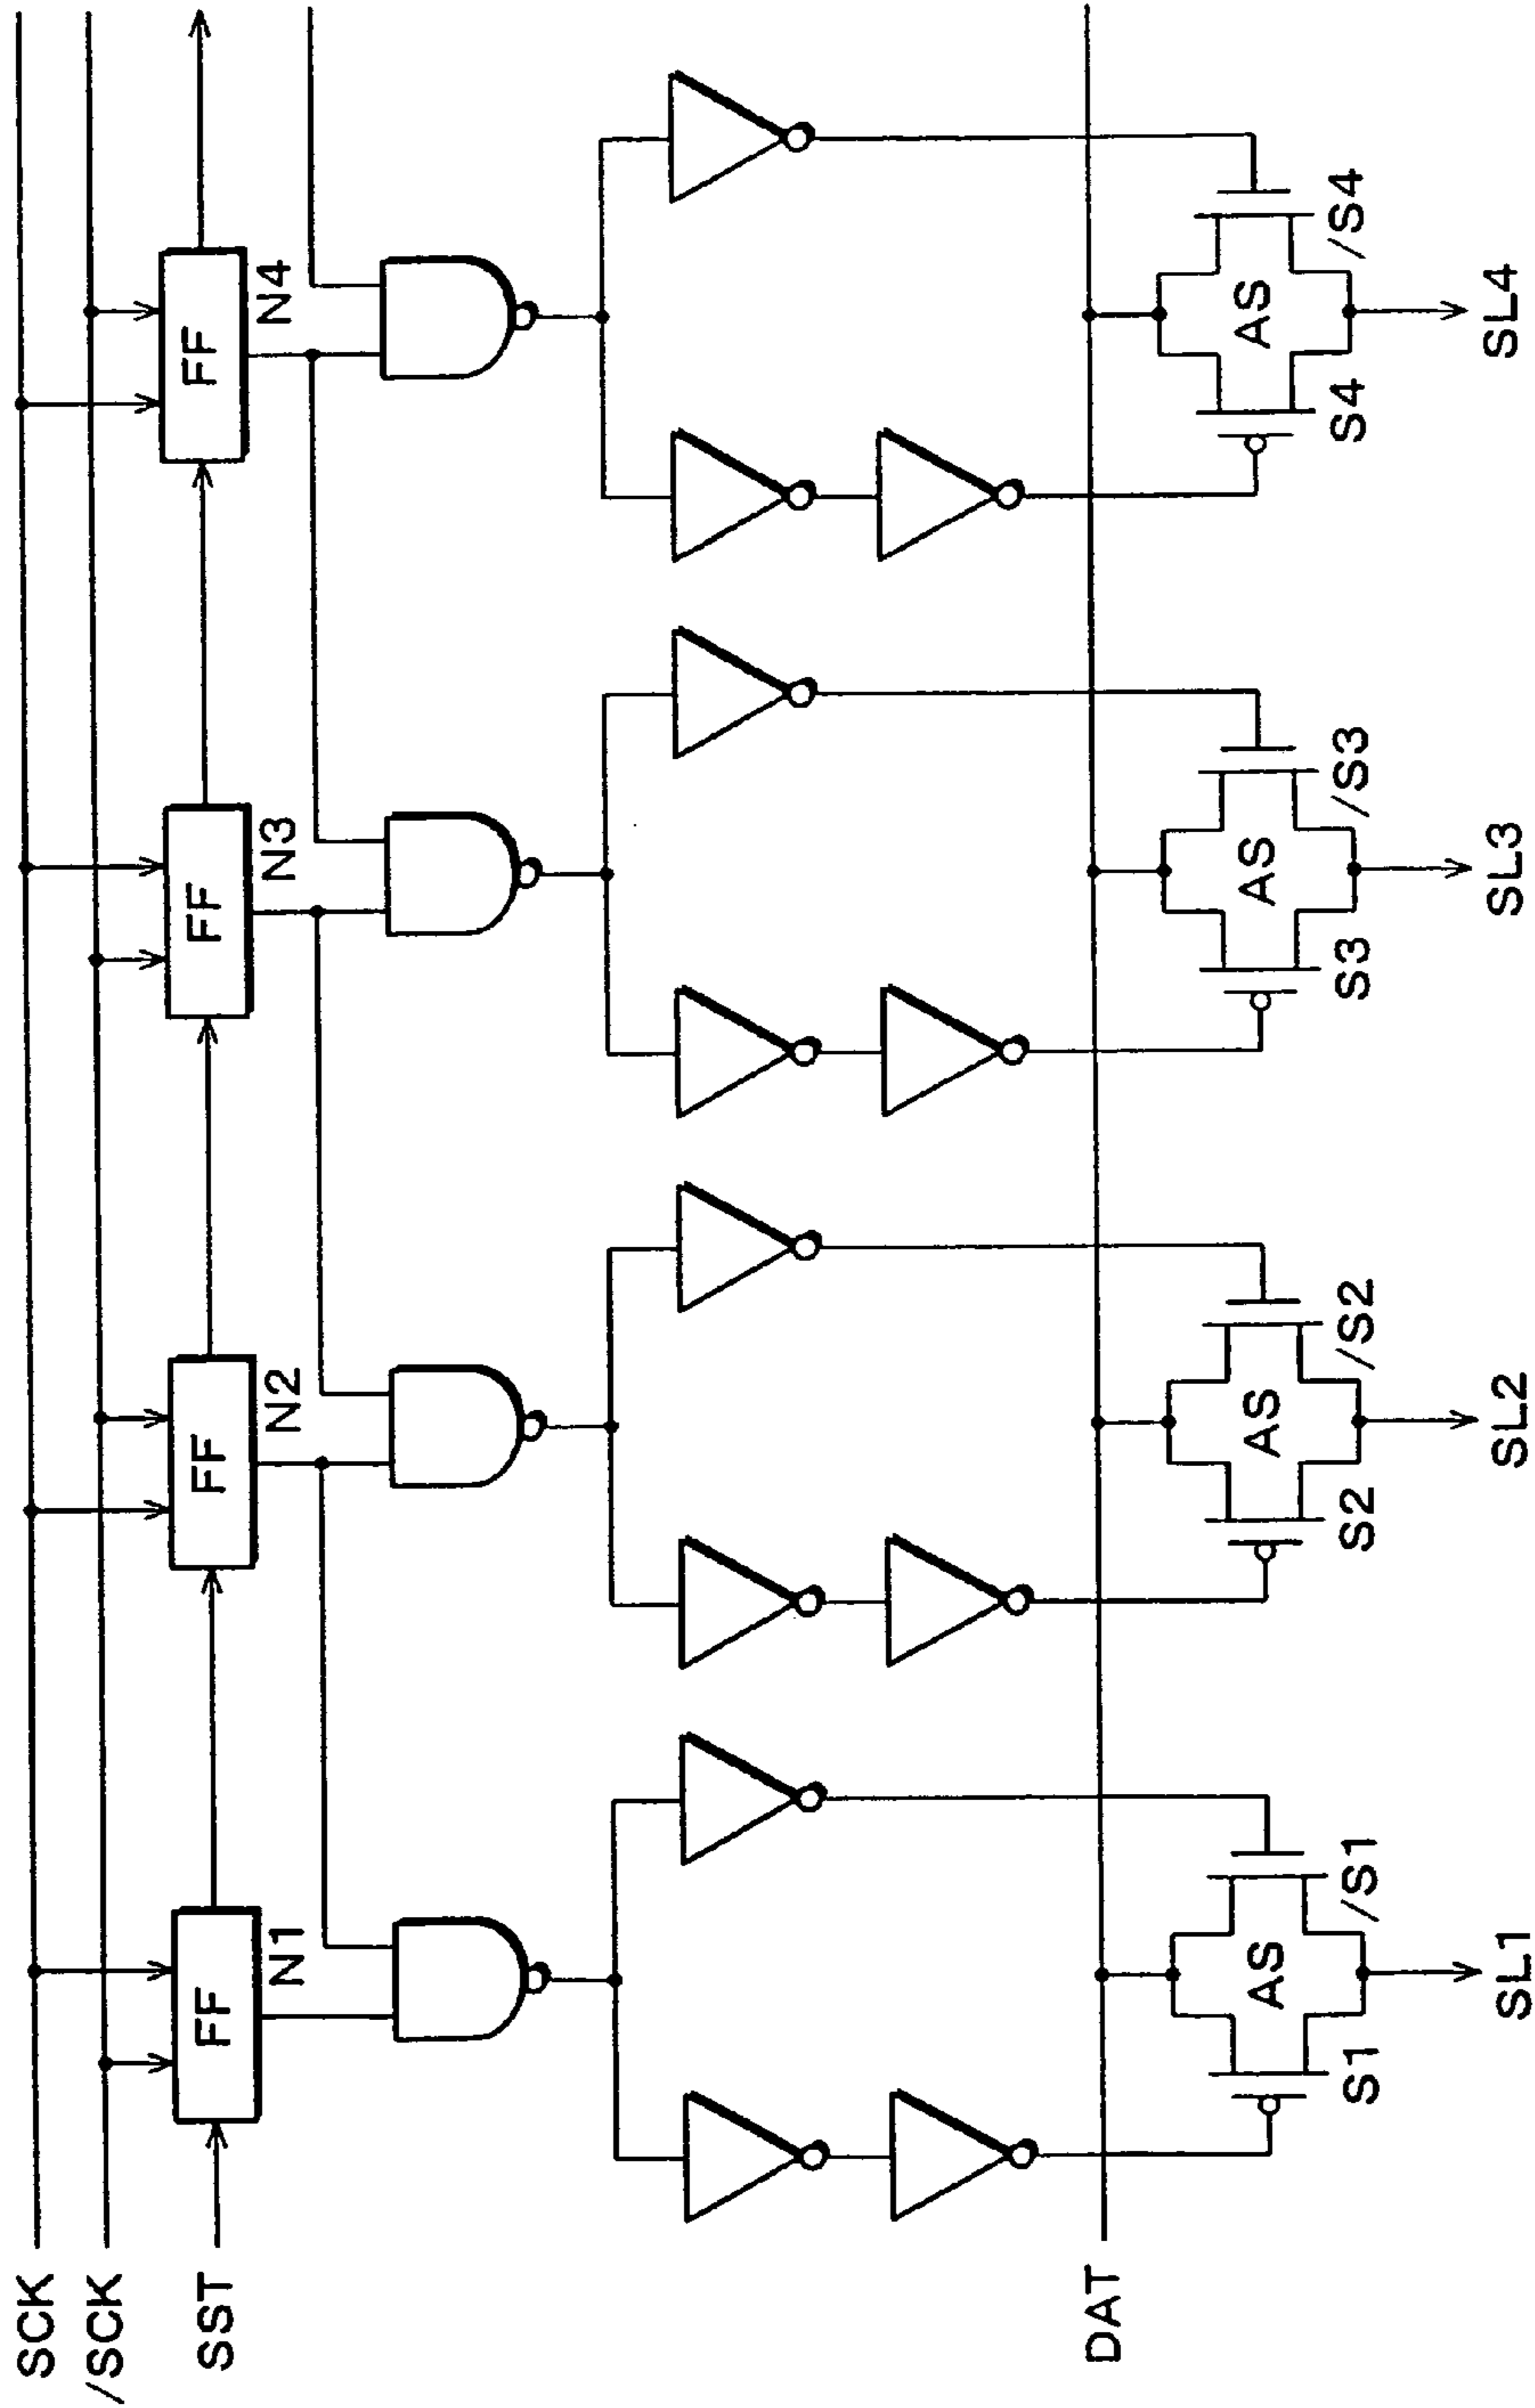 SCK
/SCK
SST
FF
FF
FF
FF
N1
N2
N3
N4
DAT
AS
AS
AS
AS
S1
/S1
S2
/S2
S3
/S3
S4
/S4
SL1
SL2
SL3
SL4